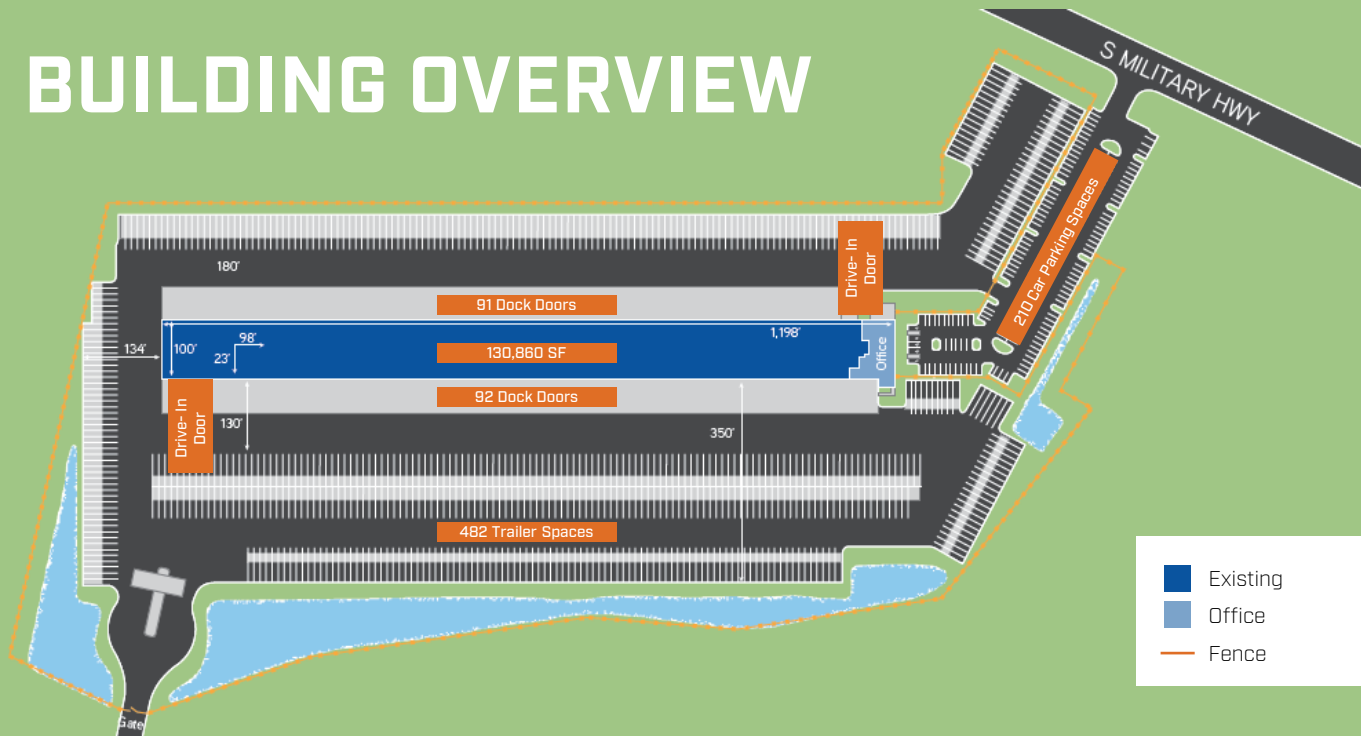 BUILDING OVERVIEW
S MILITARY HWY
210 Car Parking Spaces
Drive- In
Door
180'
91 Dock Doors
1,198'
134'
100'
98'
23'
130,860 SF
Office
92 Dock Doors
Drive- In
Door
130'
350'
482 Trailer Spaces
Gate
Existing
Office
Fence